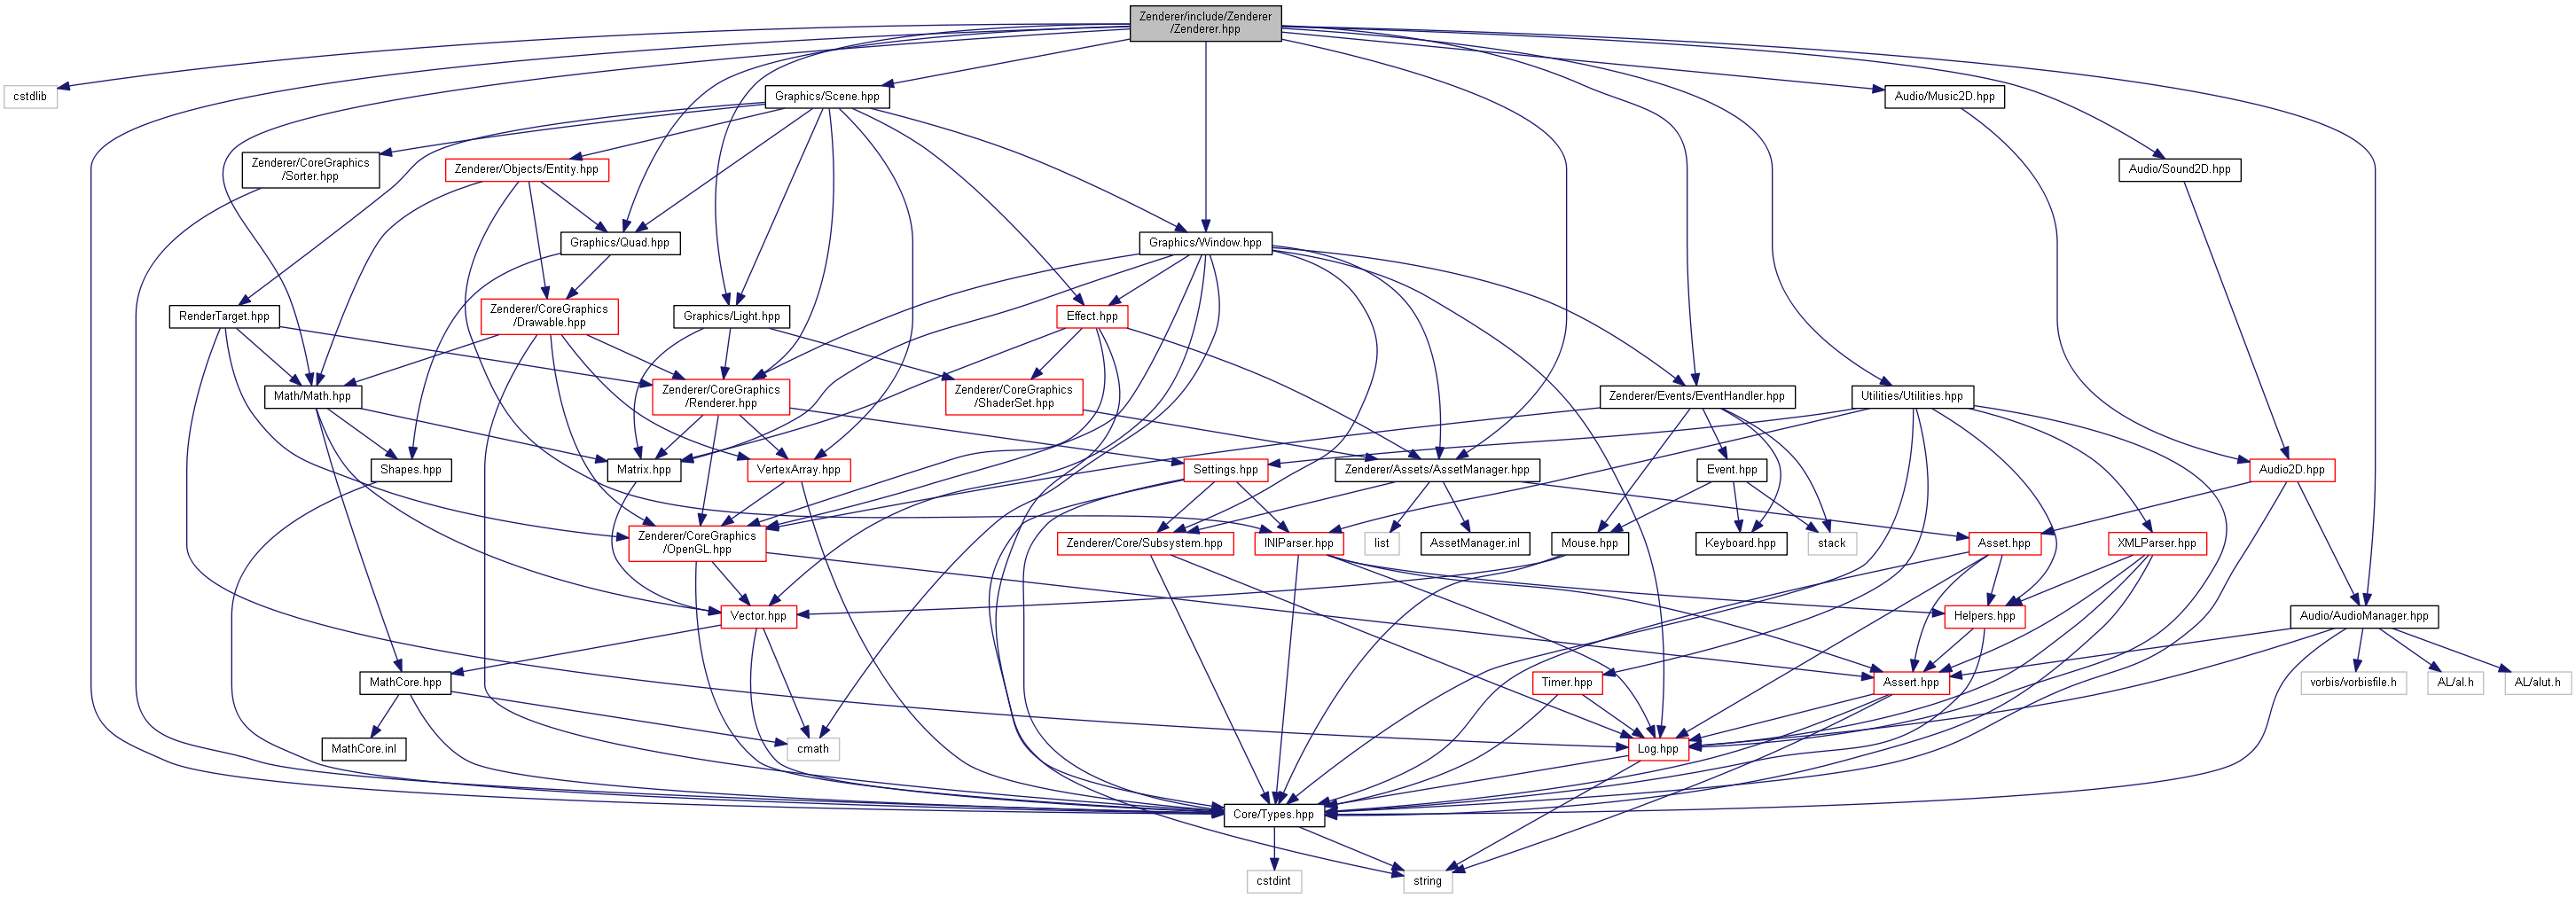 Zenderer/include/Zenderer
/Zenderer.hpp
cstdlib
Graphics/Scene.hpp
Audio/Music2D.hpp
Zenderer/CoreGraphics
/Sorter.hpp
Zenderer/Objects/Entity.hpp
Audio/Sound2D.hpp
Graphics/Quad.hpp
Graphics/Window.hpp
RenderTarget.hpp
Zenderer/CoreGraphics
/Drawable.hpp
Graphics/Light.hpp
Effect.hpp
Math/Math.hpp
Zenderer/CoreGraphics
/Renderer.hpp
Zenderer/CoreGraphics
/ShaderSet.hpp
Zenderer/Events/EventHandler.hpp
Utilities/Utilities.hpp
Shapes.hpp
Matrix.hpp
VertexArray.hpp
Settings.hpp
Zenderer/Assets/AssetManager.hpp
Event.hpp
Audio2D.hpp
Zenderer/CoreGraphics
/OpenGL.hpp
Zenderer/Core/Subsystem.hpp
INIParser.hpp
list
AssetManager.inl
Mouse.hpp
Keyboard.hpp
stack
Asset.hpp
XMLParser.hpp
Vector.hpp
Helpers.hpp
Audio/AudioManager.hpp
MathCore.hpp
Timer.hpp
Assert.hpp
vorbis/vorbisfile.h
AL/al.h
AL/alut.h
MathCore.inl
cmath
Log.hpp
Core/Types.hpp
cstdint
string